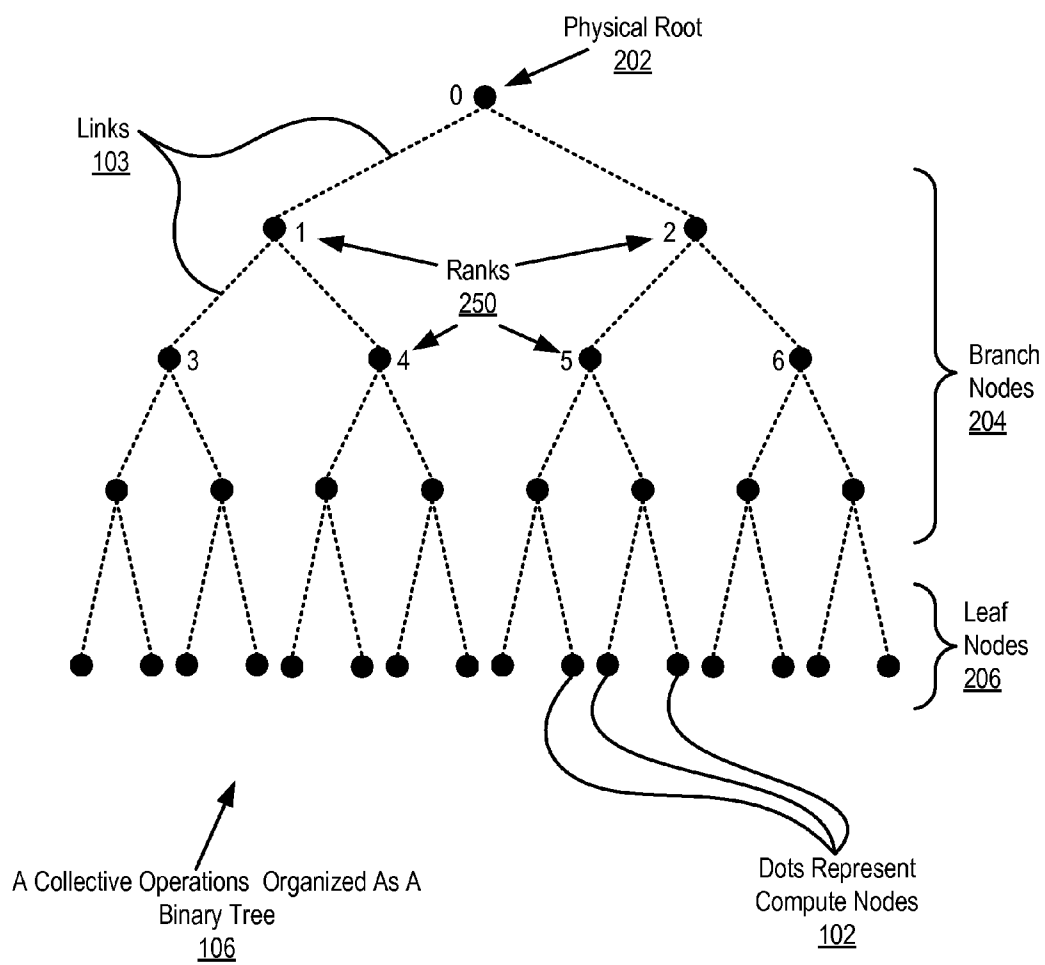 Physical Root
202
0
Links
103
1
2
Ranks
250
3
4
5
6
Branch
Nodes
204
Leaf
Nodes
206
A Collective Operations Organized As A
Binary Tree
106
Dots Represent
Compute Nodes
102